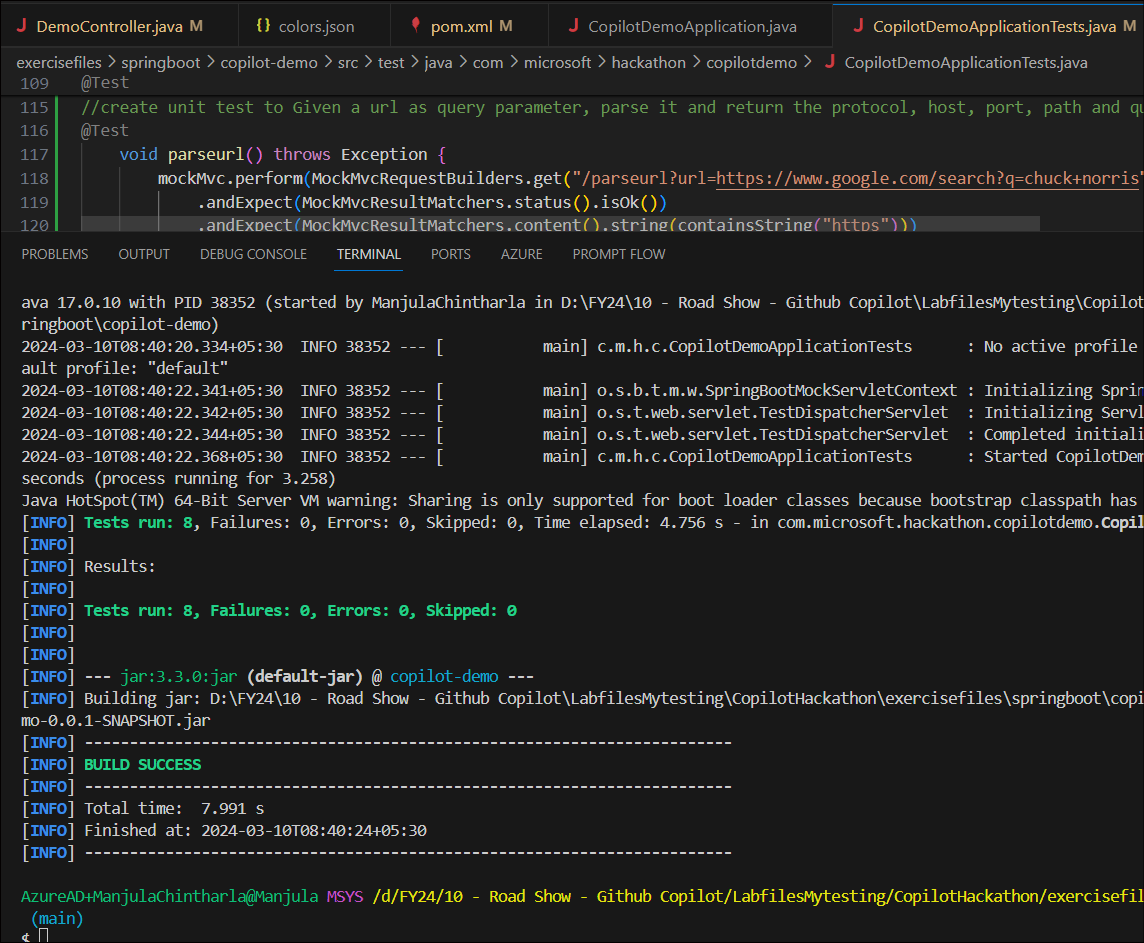 DemoController.java M {} colors.json pom.xml M J CopilotDemoApplication.java J CopilotDemoApplicationTests.java M
exercisefiles > springboot > copilot-demo > src > test > java > com > microsoft > hackathon > copilotdemo > J CopilotDemoApplicationTests.java
109 @Test
115 //create unit test to Given a url as query parameter, parse it and return the protocol, host, port, path and qu
116 @Test
117 void parseurl() throws Exception {
118 mockMvc.perform(MockMvcRequestBuilders.get("/parseurl?url=https://www.google.com/search?q=chuck+norris"
119 .andExpect(MockMvcResultMatchers.status().isOk())
120 .andExpect(MockMvcResultMatchers.content().string(containsString("https")))
PROBLEMS OUTPUT DEBUG CONSOLE TERMINAL PORTS AZURE PROMPT FLOW
ava 17.0.10 with PID 38352 (started by ManjulaChintharla in D:\FY24\10 - Road Show - Github Copilot\LabfilesMytesting\Copilot
ringboot\copilot-demo)
2024-03-10T08:40:20.334+05:30 INFO 38352 --- [ main] c.m.h.c.CopilotDemoApplicationTests : No active profile
ault profile: "default"
2024-03-10T08:40:22.341+05:30 INFO 38352 --- [ main] o.s.b.t.m.w.SpringBootMockServletContext : Initializing Sprin
2024-03-10T08:40:22.342+05:30 INFO 38352 --- [ main] o.s.t.web.servlet.TestDispatcherServlet : Initializing Servl
2024-03-10T08:40:22.344+05:30 INFO 38352 --- [ main] o.s.t.web.servlet.TestDispatcherServlet : Completed initiali
2024-03-10T08:40:22.368+05:30 INFO 38352 --- [ main] c.m.h.c.CopilotDemoApplicationTests : Started CopilotDem
seconds (process running for 3.258)
Java HotSpot(TM) 64-Bit Server VM warning: Sharing is only supported for boot loader classes because bootstrap classpath has
[INFO] Tests run: 8, Failures: 0, Errors: 0, Skipped: 0, Time elapsed: 4.756 s - in com.microsoft.hackathon.copilotdemo.Copil
[INFO]
[INFO] Results:
[INFO]
[INFO] Tests run: 8, Failures: 0, Errors: 0, Skipped: 0
[INFO]
[INFO]
[INFO] --- jar:3.3.0:jar (default-jar) @ copilot-demo ---
[INFO] Building jar: D:\FY24\10 - Road Show - Github Copilot\LabfilesMytesting\CopilotHackathon\exercisefiles\springboot\copi
mo-0.0.1-SNAPSHOT.jar
[INFO] ------------------------------------------------------------------------
[INFO] BUILD SUCCESS
[INFO] ------------------------------------------------------------------------
[INFO] Total time:  7.991 s
[INFO] Finished at: 2024-03-10T08:40:24+05:30
[INFO] ------------------------------------------------------------------------
AzureAD+ManjulaChintharla@Manjula MSYS /d/FY24/10 - Road Show - Github Copilot/LabfilesMytesting/CopilotHackathon/exercisefil
(main)
$